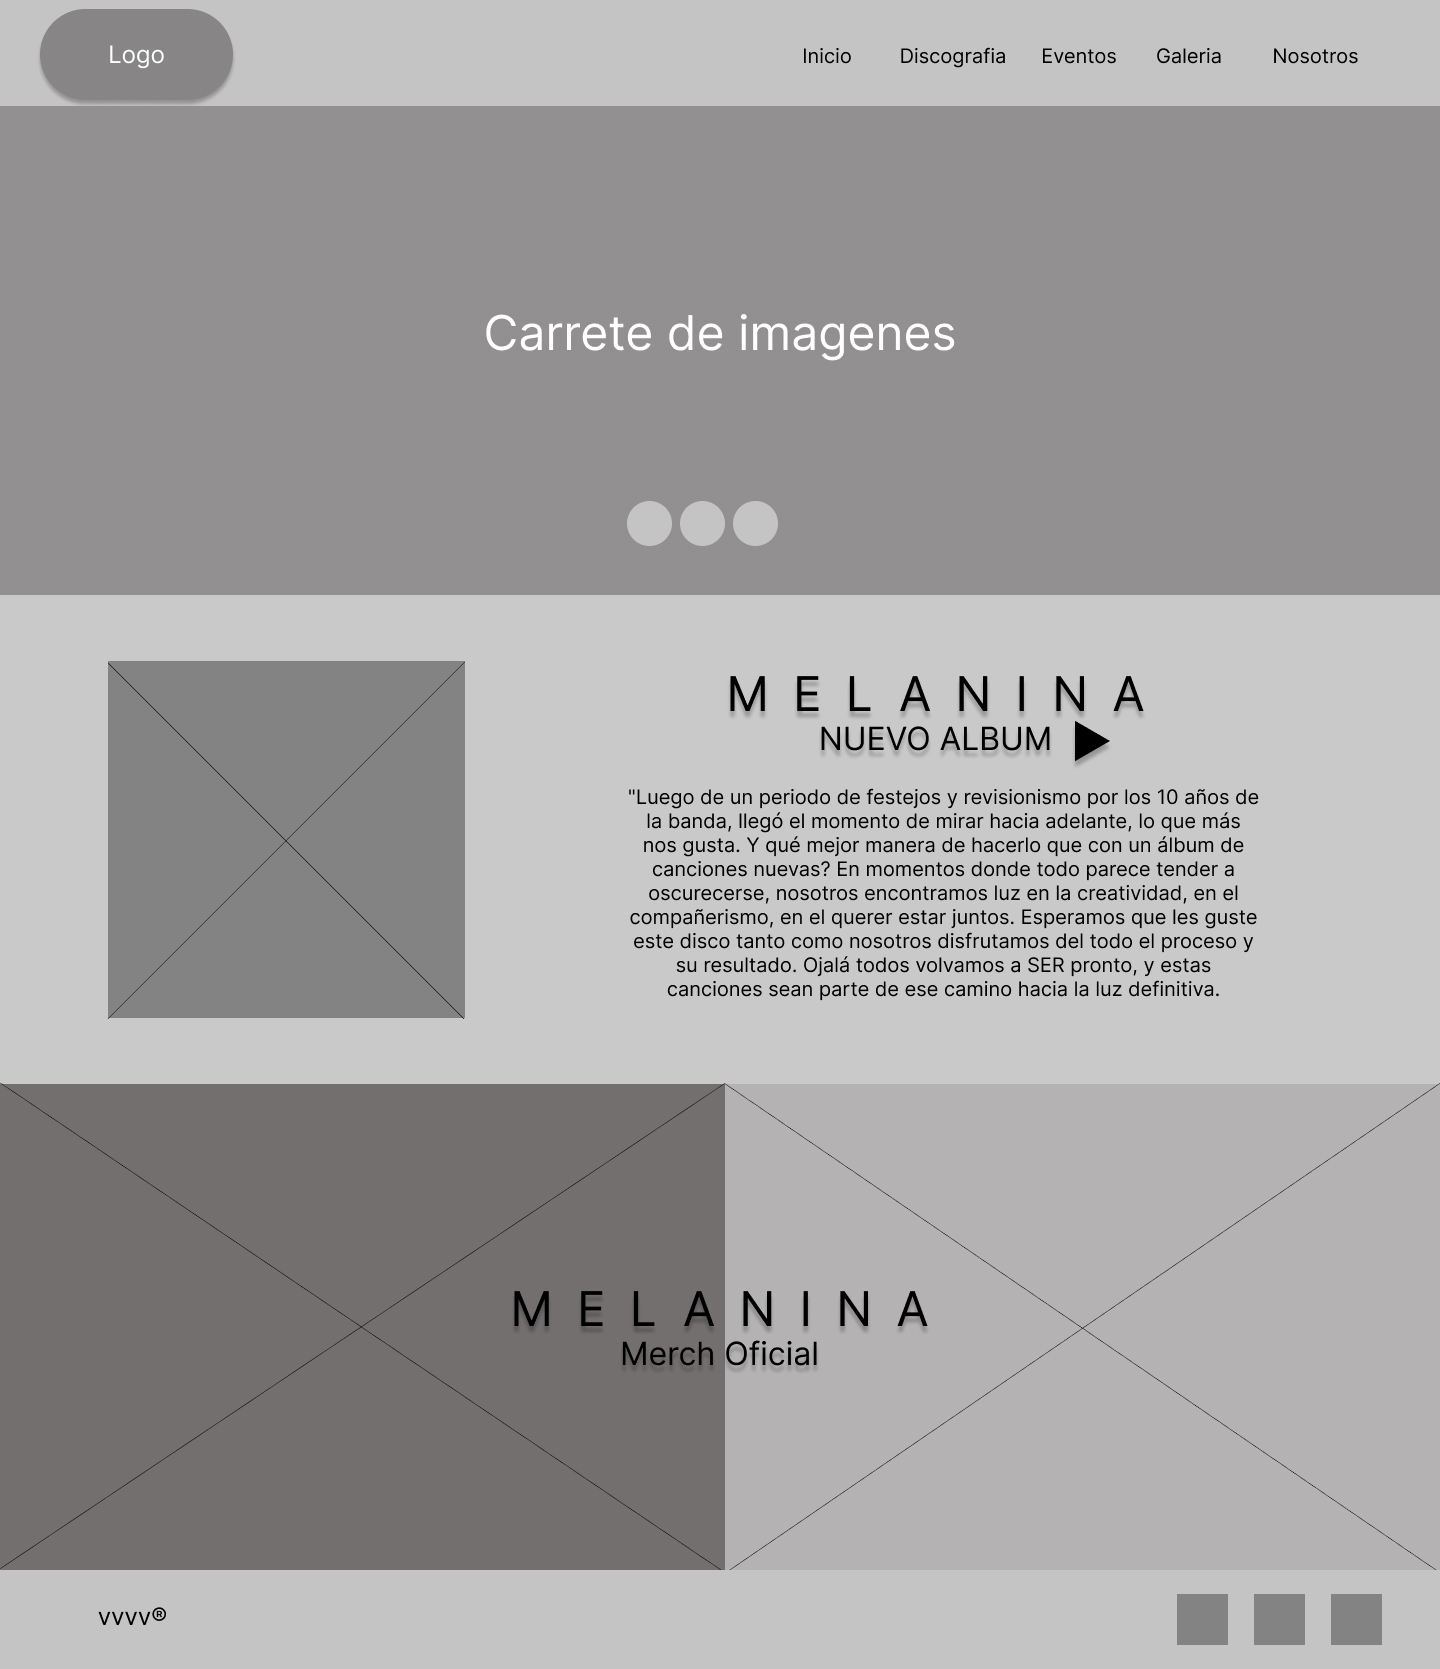 Logo
Inicio Discografia Eventos Galeria Nosotros
Carrete de imagenes
M E L A N I N A
NUEVO ALBUM
"Luego de un periodo de festejos y revisionismo por los 10 años de
la banda, llegó el momento de mirar hacia adelante, lo que más
nos gusta. Y qué mejor manera de hacerlo que con un álbum de
canciones nuevas? En momentos donde todo parece tender a
oscurecerse, nosotros encontramos luz en la creatividad, en el
compañerismo, en el querer estar juntos. Esperamos que les guste
este disco tanto como nosotros disfrutamos del todo el proceso y
su resultado. Ojalá todos volvamos a SER pronto, y estas
canciones sean parte de ese camino hacia la luz definitiva.
M E L A N I N A
Merch Oficial
vvvv®